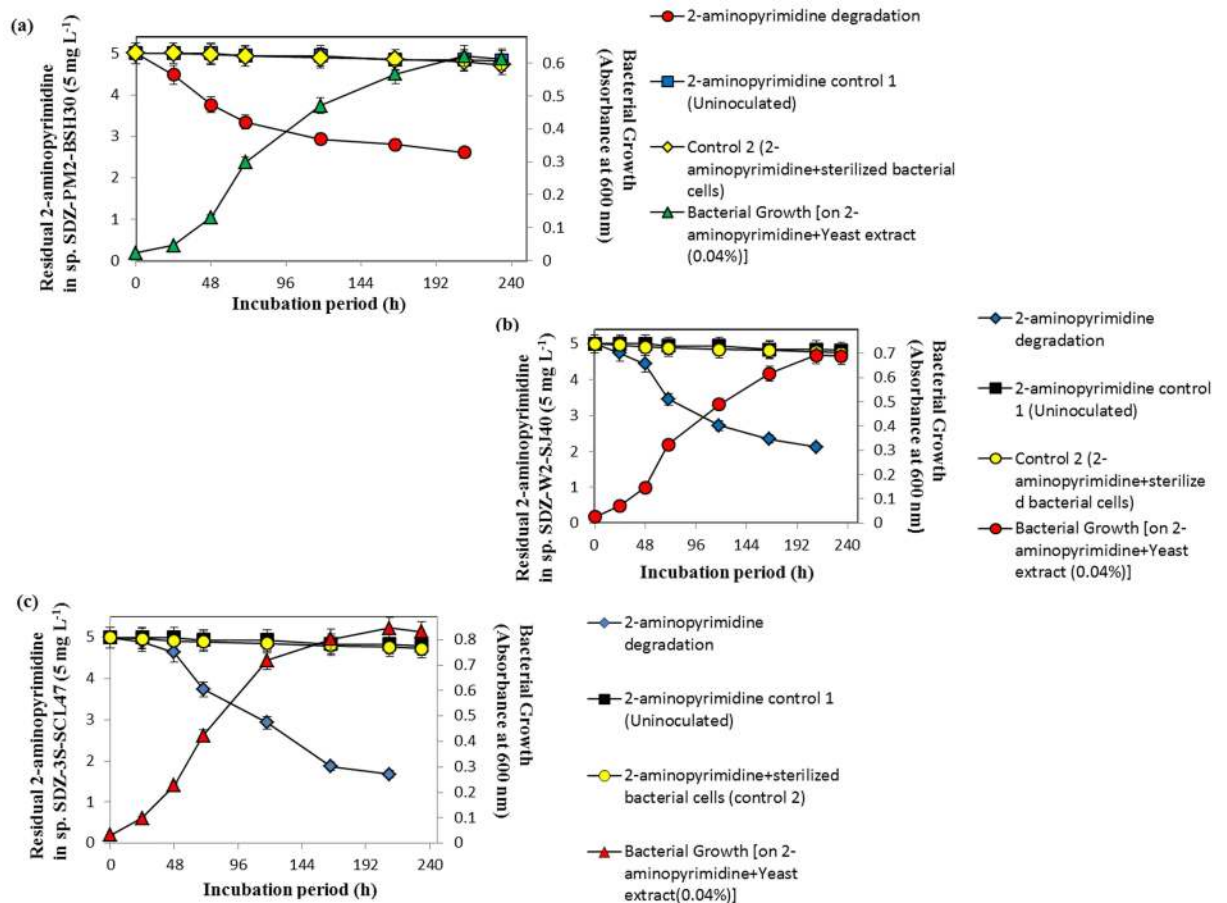 (a)
Residual 2-aminopyrimidine
in sp. SDZ-PM2-BSH30 (5 mg L-1)
5
4
3
2
1
0
0 48 96 144 192 240
Incubation period (h)
0.6
0.5
0.4
0.3
0.2
0.1
0
Bacterial Growth
(Absorbance at 600 nm)
2-aminopyrimidine degradation
2-aminopyrimidine control 1
(Uninoculated)
Control 2 (2-
aminopyrimidine+sterilized bacterial
cells)
Bacterial Growth [on 2-
aminopyrimidine+Yeast extract
(0.04%)]
(b)
Residual 2-aminopyrimidine
in sp. SDZ-W2-SJ40 (5 mg L-1)
5
4
3
2
1
0
0 48 96 144 192 240
Incubation period (h)
0.7
0.6
0.5
0.4
0.3
0.2
0.1
0
Bacterial Growth
(Absorbance at 600 nm)
2-aminopyrimidine
degradation
2-aminopyrimidine control
1 (Uninoculated)
Control 2 (2-
aminopyrimidine+sterilize
d bacterial cells)
Bacterial Growth [on 2-
aminopyrimidine+Yeast
extract (0.04%)]
(c)
Residual 2-aminopyrimidine
in sp. SDZ-3S-SCL47 (5 mg L-1)
5
4
3
2
1
0
0 48 96 144 192 240
Incubation period (h)
0.8
0.7
0.6
0.5
0.4
0.3
0.2
0.1
0
Bacterial Growth
(Absorbance at 600 nm)
2-aminopyrimidine
degradation
2-aminopyrimidine control 1
(Uninoculated)
2-aminopyrimidine+sterilized
bacterial cells (control 2)
Bacterial Growth [on 2-
aminopyrimidine+Yeast
extract(0.04%)]